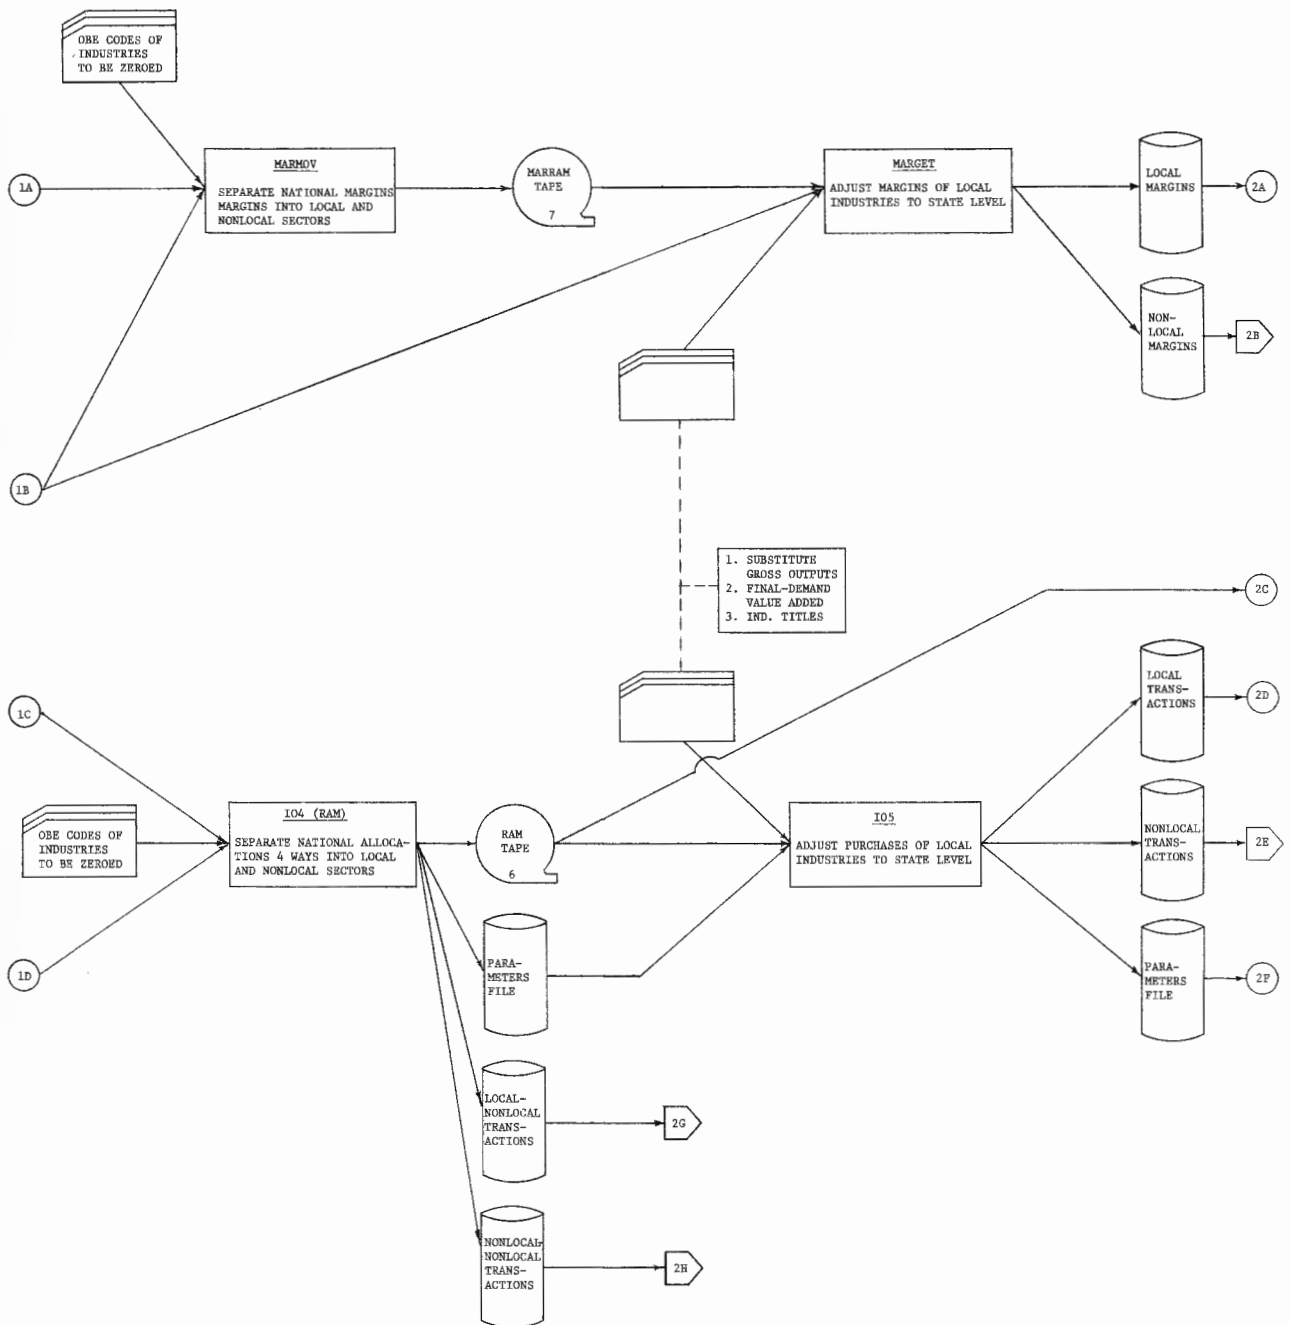 OBE CODES OF
INDUSTRIES
TO BE ZEROED
1A
MARMOV
SEPARATE NATIONAL MARGINS
MARGINS INTO LOCAL AND
NONLOCAL SECTORS
MARRAM
TAPE
7
MARGET
ADJUST MARGINS OF LOCAL
INDUSTRIES TO STATE LEVEL
LOCAL
MARGINS
2A
NON-
LOCAL
MARGINS
2B
1B
1. SUBSTITUTE
GROSS OUTPUTS
2. FINAL-DEMAND
VALUE ADDED
3. IND. TITLES
2C
1C
LOCAL
TRANS-
ACTIONS
2D
OBE CODES OF
INDUSTRIES
TO BE ZEROED
IO4 (RAM)
SEPARATE NATIONAL ALLOCA-
TIONS 4 WAYS INTO LOCAL
AND NONLOCAL SECTORS
RAM
TAPE
6
IO5
ADJUST PURCHASES OF LOCAL
INDUSTRIES TO STATE LEVEL
NONLOCAL
TRANS-
ACTIONS
2E
1D
PARA-
METERS
FILE
PARA-
METERS
FILE
2F
LOCAL-
NONLOCAL
TRANS-
ACTIONS
2G
NONLOCAL-
NONLOCAL
TRANS-
ACTIONS
2H